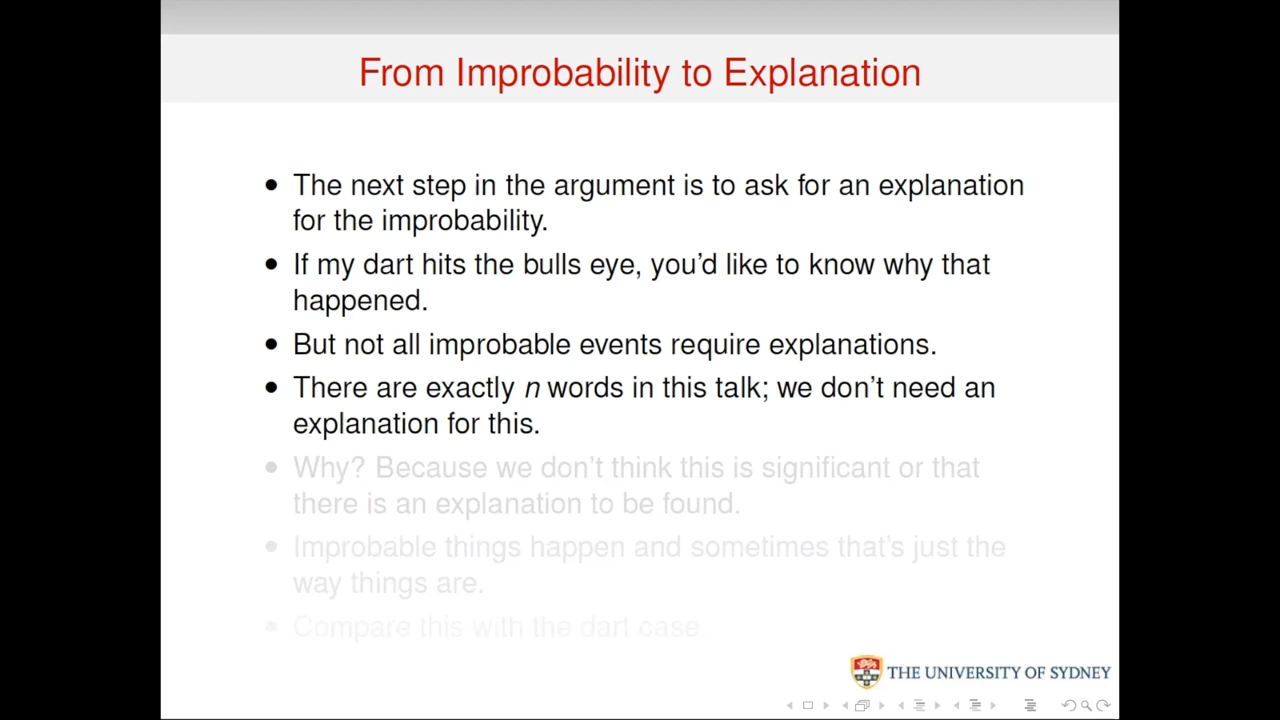 From Improbability to Explanation
• The next step in the argument is to ask for an explanation
for the improbability.
• If my dart hits the bulls eye, you'd like to know why that
happened.
• But not all improbable events require explanations.
• There are exactly n words in this talk; we don't need an
explanation for this.
• Why? Because we don't think this is significant or that
there is an explanation to be found.
• Improbable things happen and sometimes that's just the
way things are.
• Compare this with the dart case.
THE UNIVERSITY OF SYDNEY